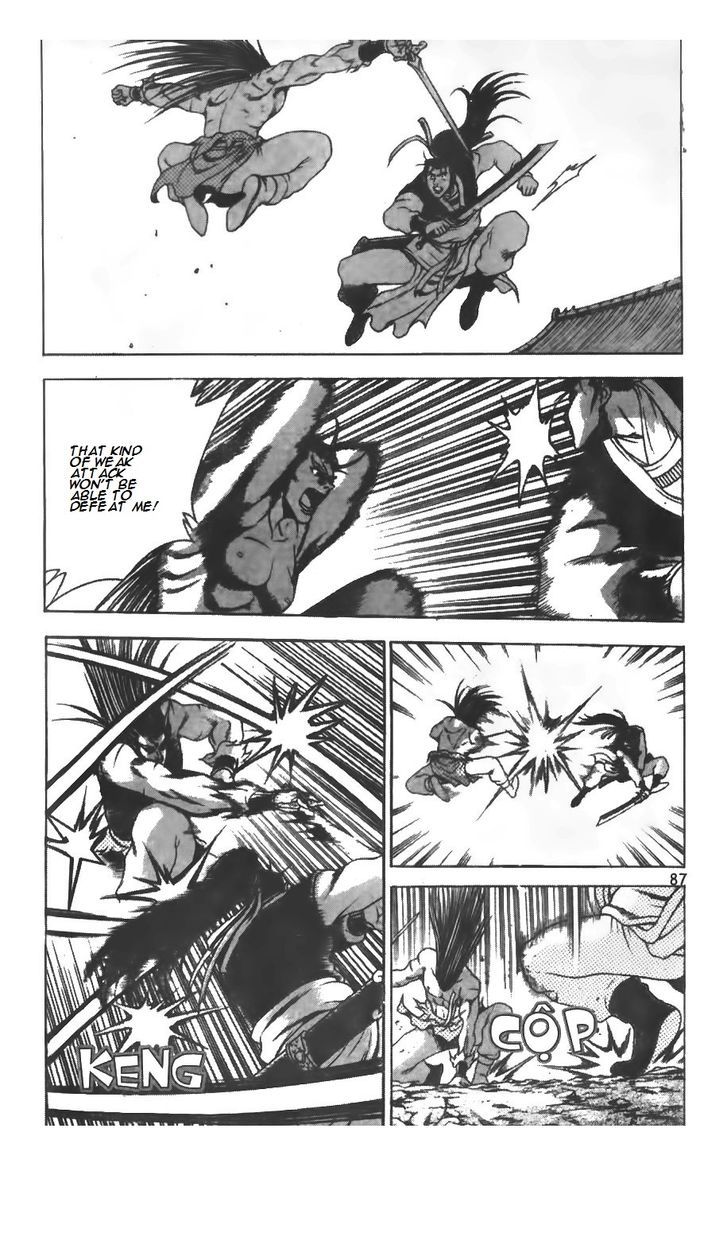 THAT KIND
OF WEAK
ATTACK
WON'T BE
ABLE TO
DEFEAT ME!
87
KENG
CỘP